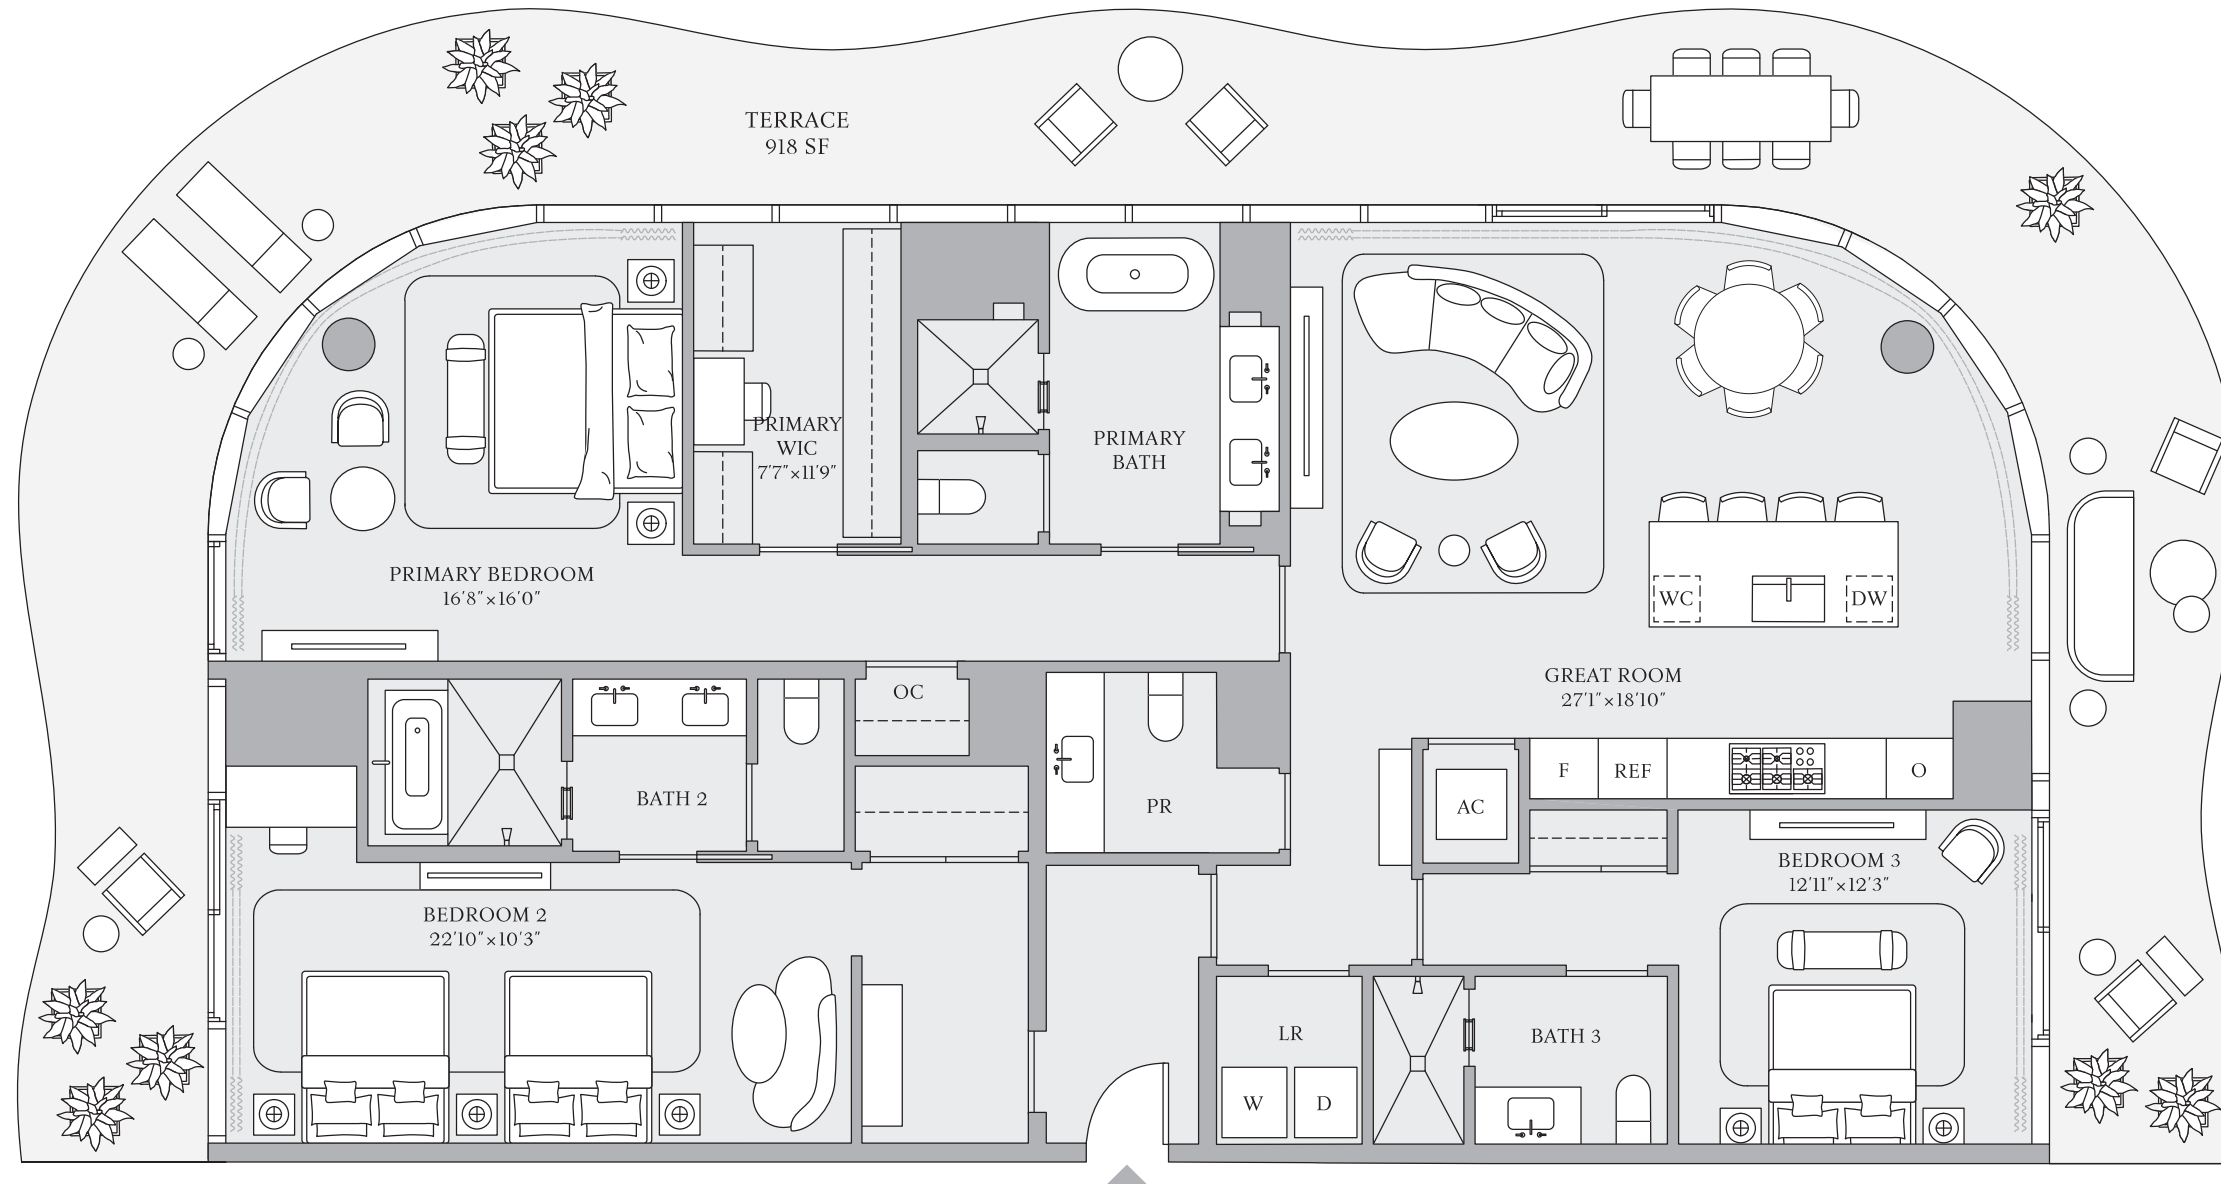 TERRACE
918 SF
PRIMARY
WIC
7'7"×11'9"
PRIMARY
BATH
PRIMARY BEDROOM
16'8"×16'0"
WC
DW
GREAT ROOM
27'1"×18'10"
OC
BATH 2
PR
AC
F
REF
O
BEDROOM 2
22'10"×10'3"
BEDROOM 3
12'11"×12'3"
LR
W
D
BATH 3